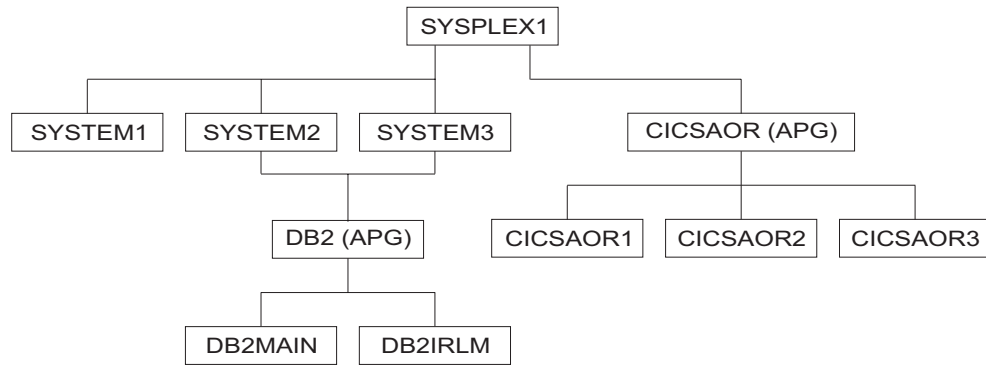 SYSPLEX1
SYSTEM1
SYSTEM2
SYSTEM3
CICSAOR (APG)
DB2 (APG)
CICSAOR1
CICSAOR2
CICSAOR3
DB2MAIN
DB2IRLM